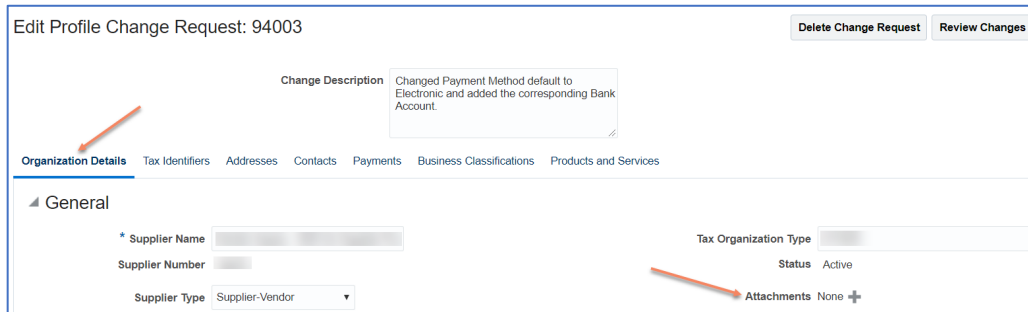 Edit Profile Change Request: 94003
Delete Change Request Review Changes
Change Description Changed Payment Method default to
Electronic and added the corresponding Bank
Account.
Organization Details Tax Identifiers Addresses Contacts Payments Business Classifications Products and Services
General
* Supplier Name Tax Organization Type
Supplier Number Status Active
Supplier Type Supplier-Vendor Attachments None